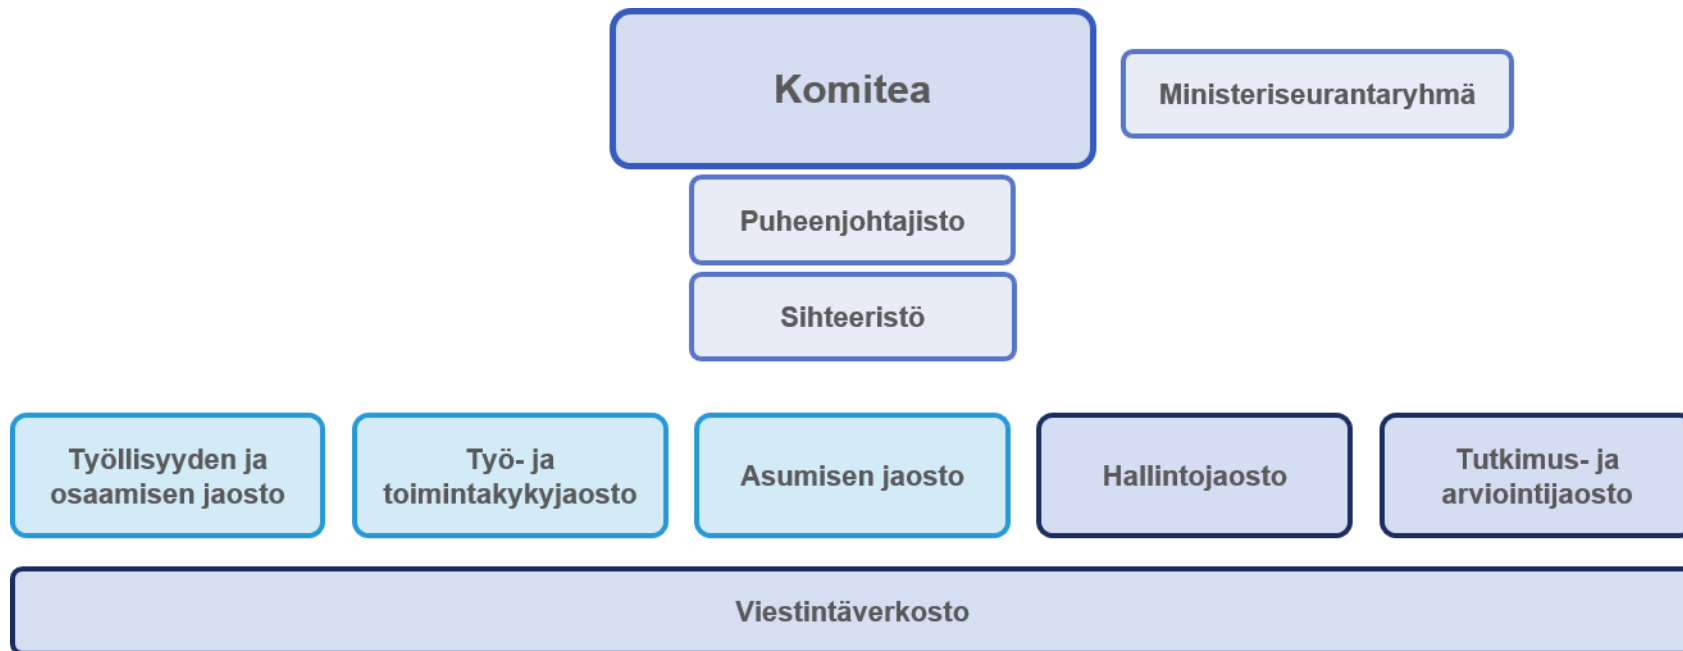 Komitea
Ministeriseurantaryhmä
Puheenjohtajisto
Sihteeristö
Työllisyyden ja
osaamisen jaosto
Työ- ja
toimintakykyjaosto
Asumisen jaosto
Hallintojaosto
Tutkimus- ja
arviointijaosto
Viestintäverkosto